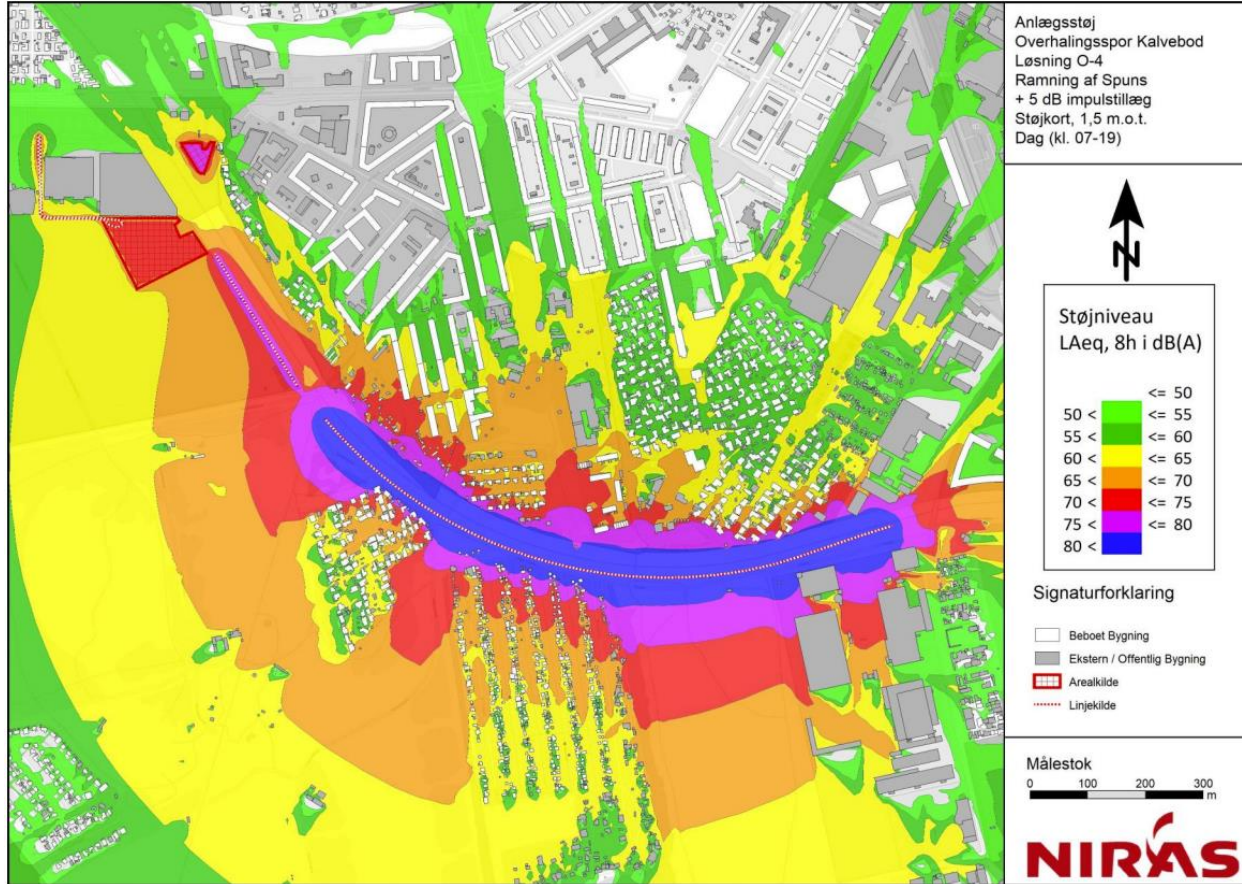 Anlægsstøj
Overhalingsspor Kalvebod
Løsning O-4
Ramning af Spuns
+ 5 dB impulstillæg
Støjkort, 1,5 m.o.t.
Dag (kl. 07-19)
N
Støjniveau
LAeq, 8h i dB(A)
<= 50
50 < <= 55
55 < <= 60
60 < <= 65
65 < <= 70
70 < <= 75
75 < <= 80
80 <
Signaturforklaring
Beboet Bygning
Ekstern / Offentlig Bygning
Arealkilde
Linjekilde
Målestok
0 100 200 300
m
NIRAS